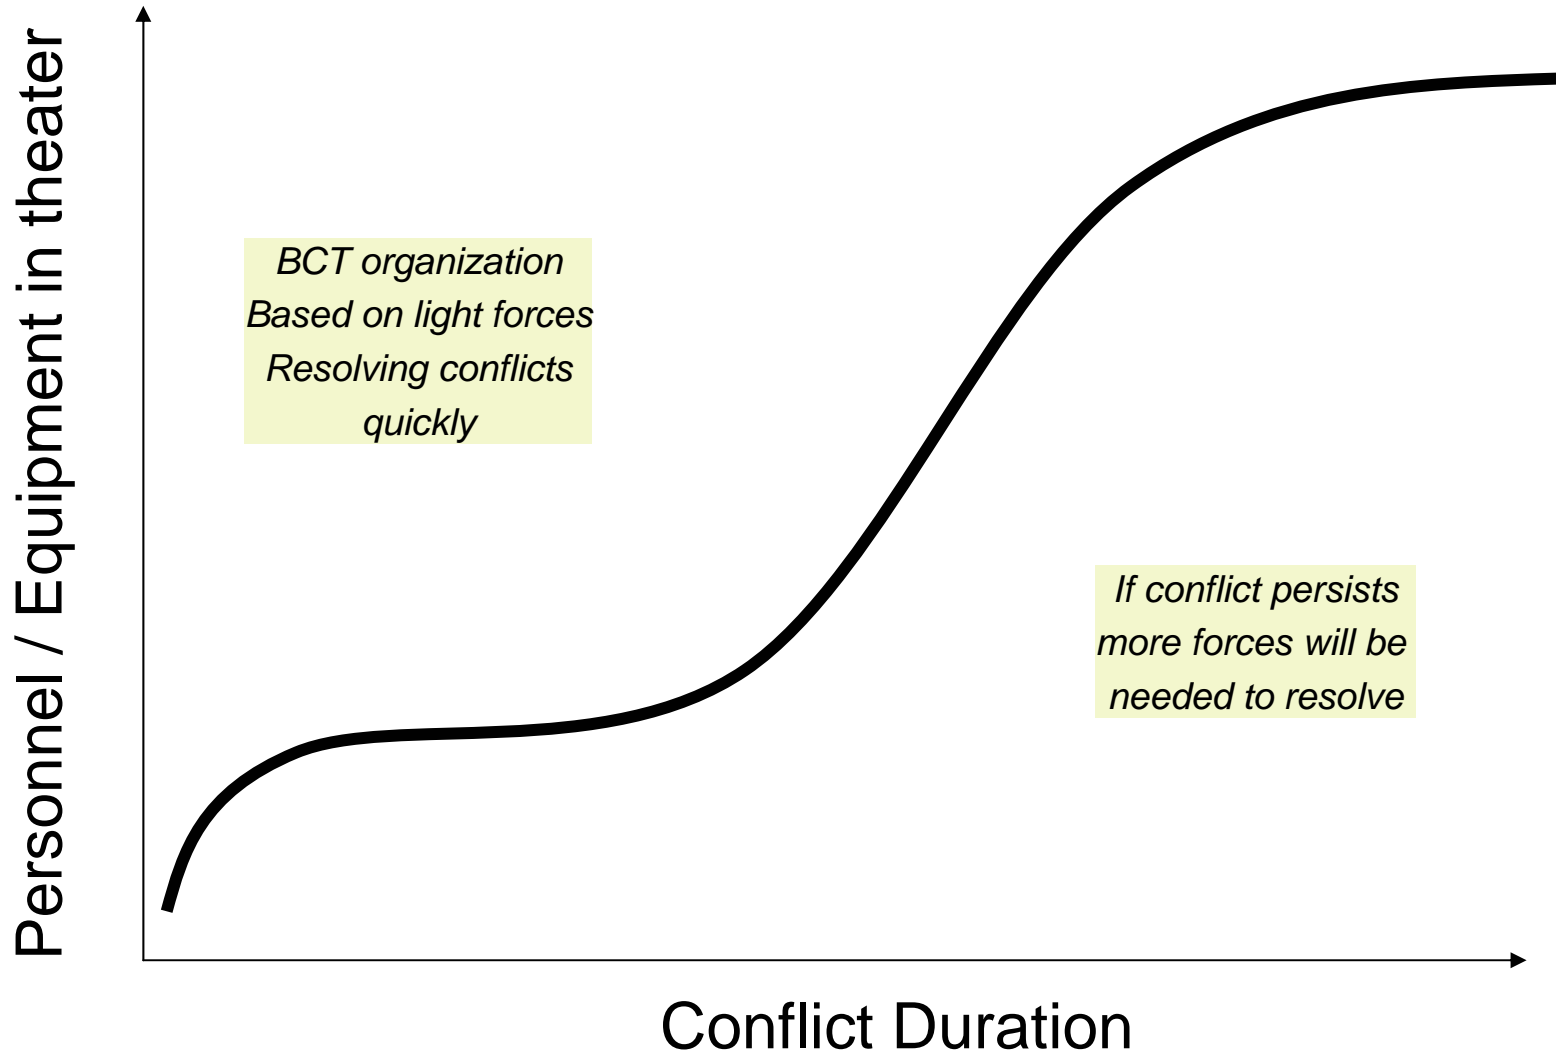 Personnel / Equipment in theater
BCT organization
Based on light forces
Resolving conflicts
quickly
If conflict persists
more forces will be
needed to resolve
Conflict Duration